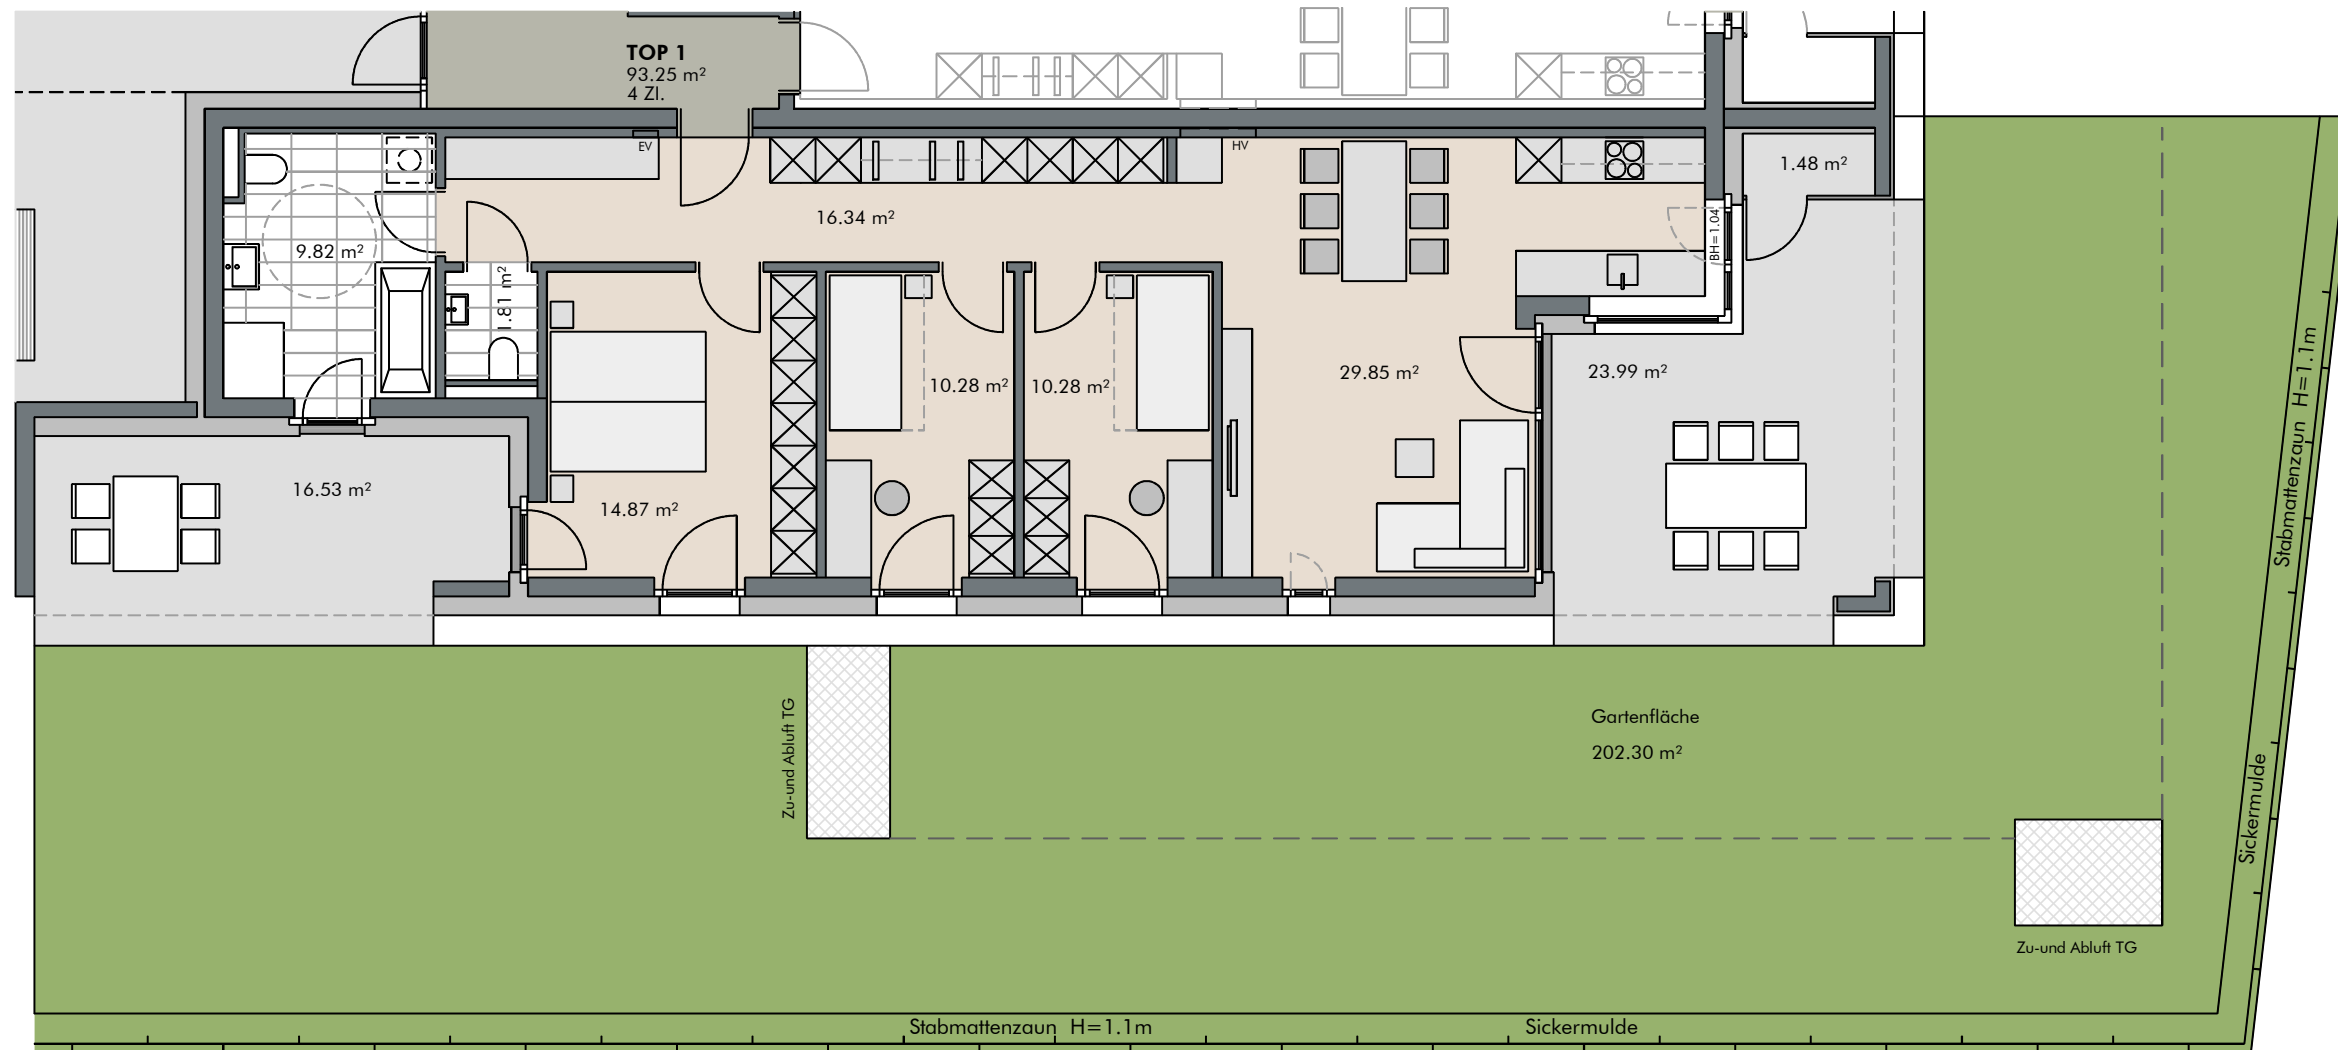 TOP 1
93.25 m²
4 ZI.
EV
HV
1.48 m²
16.34 m²
BH=1.04
9.82 m²
1.81 m²
10.28 m²
10.28 m²
29.85 m²
23.99 m²
16.53 m²
14.87 m²
Stabmattenzaun H=1.1m
Gartenfläche
202.30 m²
Zu-und Abluft TG
Sickermulde
Zu-und Abluft TG
Stabmattenzaun H=1.1m
Sickermulde